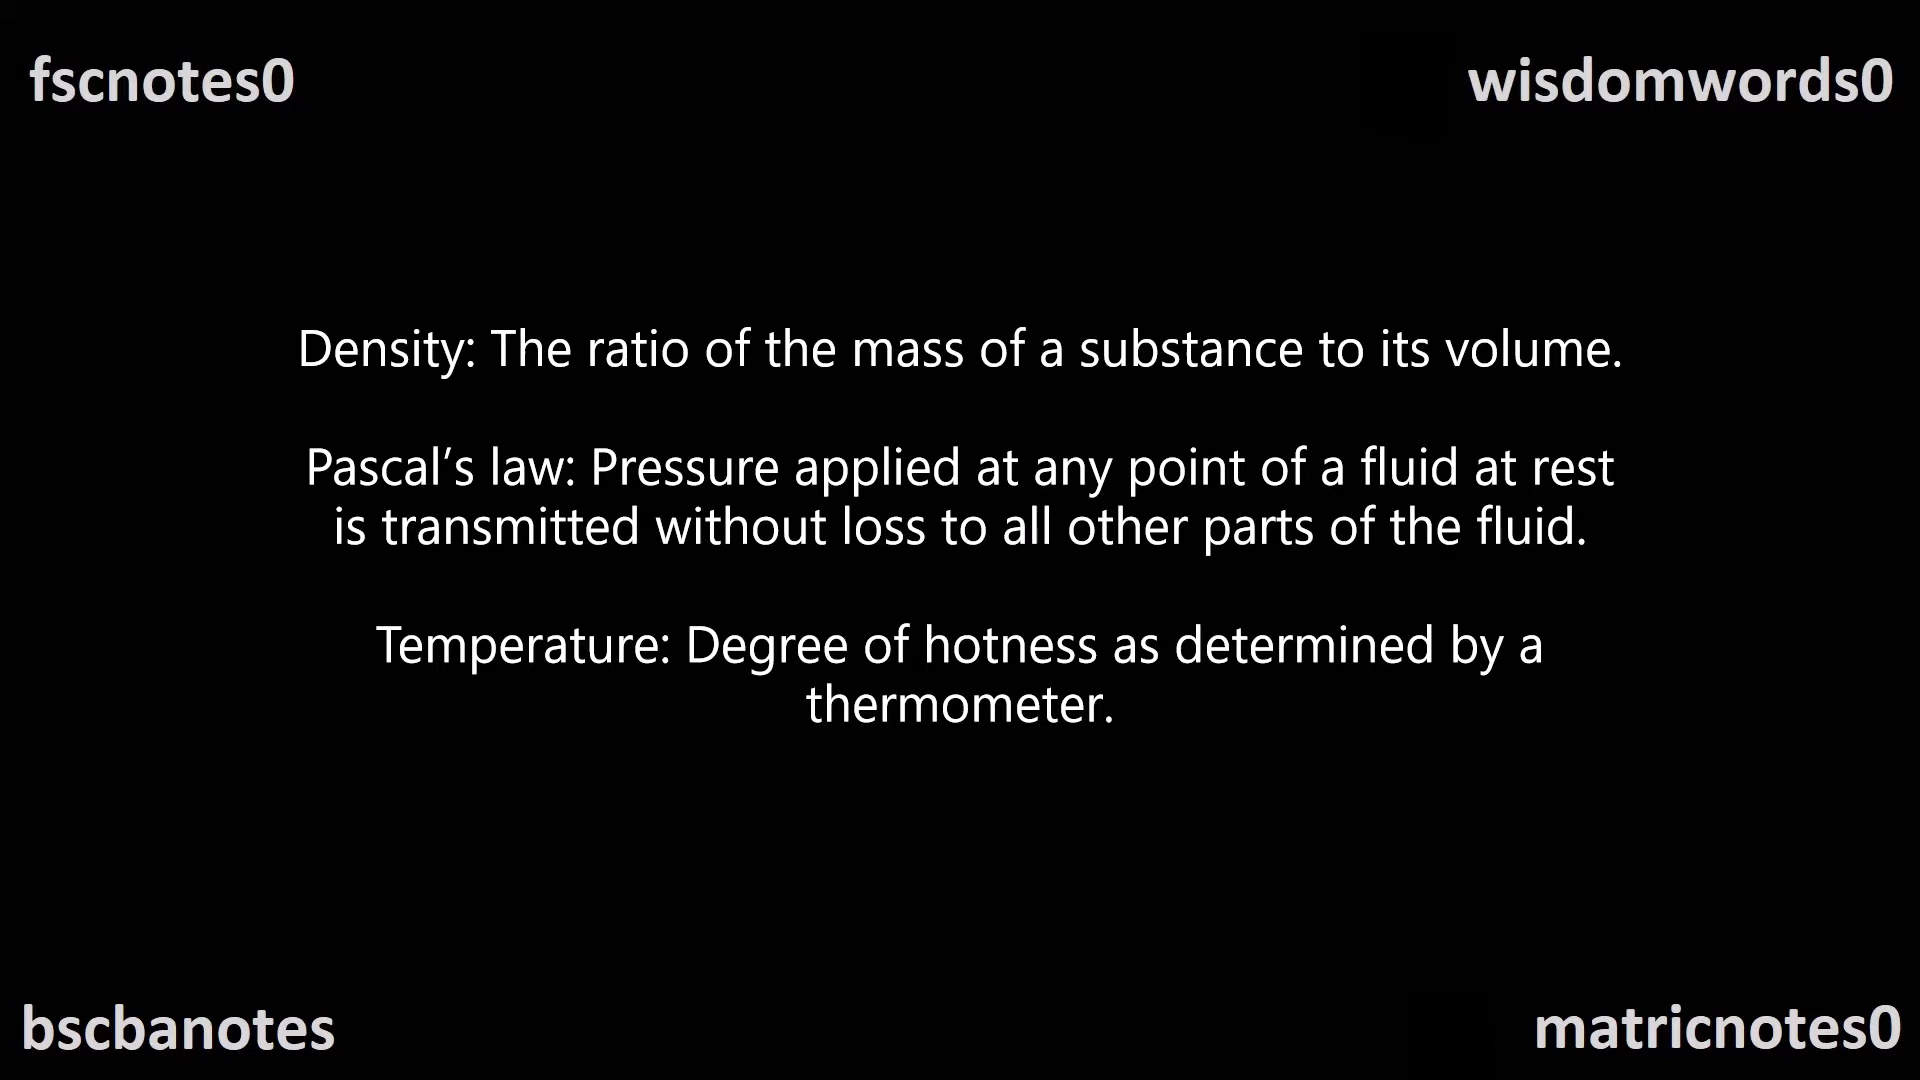 fscnotes0
wisdomwords0
Density: The ratio of the mass of a substance to its volume.
Pascal’s law: Pressure applied at any point of a fluid at rest
is transmitted without loss to all other parts of the fluid.
Temperature: Degree of hotness as determined by a
thermometer.
bscbanotes
matricnotes0